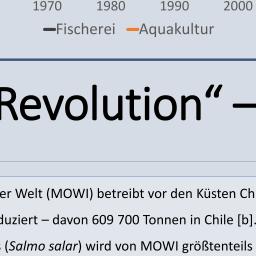 1970 1980 1990 2000
Fischerei Aquakultur
Revolution“ –
er Welt (MOWI) betreibt vor den Küsten Ch
duziert – davon 609 700 Tonnen in Chile [b].
(Salmo salar) wird von MOWI größtenteils